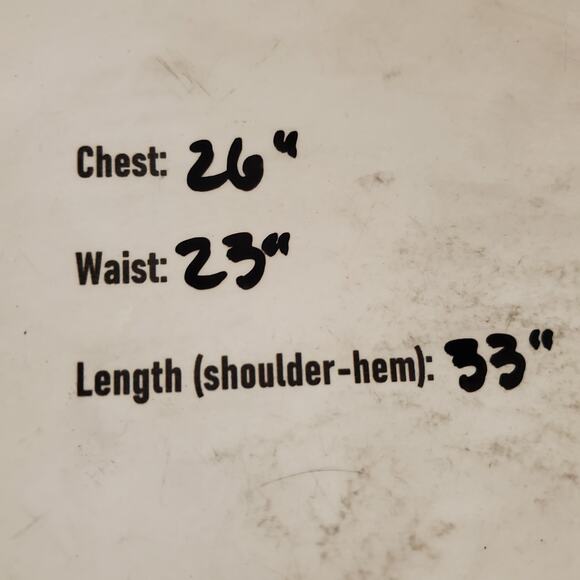 Chest: 26"
Waist: 23"
Length (shoulder-hem): 33"